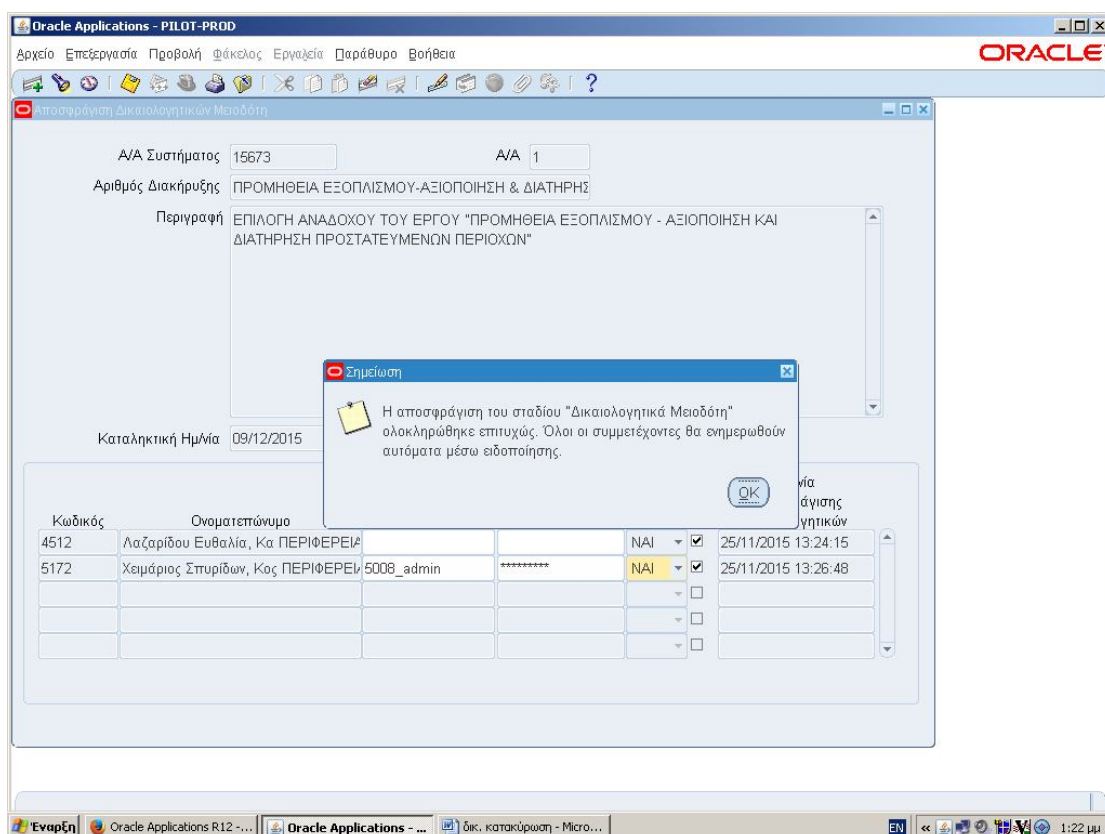 Oracle Applications - PILOT-PROD
Αρχείο Επεξεργασία Προβολή Φάκελος Εργαλεία Παράθυρο Βοήθεια
ORACLE
Αποσφράγιση Δικαιολογητικών Μειοδότη
Α/Α Συστήματος 15673 Α/Α 1
Αριθμός Διακήρυξης ΠΡΟΜΗΘΕΙΑ ΕΞΟΠΛΙΣΜΟΥ-ΑΞΙΟΠΟΙΗΣΗ & ΔΙΑΤΗΡΗΣ
Περιγραφή ΕΠΙΛΟΓΗ ΑΝΑΔΟΧΟΥ ΤΟΥ ΕΡΓΟΥ "ΠΡΟΜΗΘΕΙΑ ΕΞΟΠΛΙΣΜΟΥ - ΑΞΙΟΠΟΙΗΣΗ ΚΑΙ
ΔΙΑΤΗΡΗΣΗ ΠΡΟΣΤΑΤΕΥΜΕΝΩΝ ΠΕΡΙΟΧΩΝ"
Σημείωση
Η αποσφράγιση του σταδίου "Δικαιολογητικά Μειοδότη"
ολοκληρώθηκε επιτυχώς. Όλοι οι συμμετέχοντες θα ενημερωθούν
αυτόματα μέσω ειδοποίησης.
OK
Καταληκτική Ημ/νία 09/12/2015
νία
άγισης
Κωδικός Ονοματεπώνυμο γητικών
4512 Λαζαρίδου Ευθαλία, Κα ΠΕΡΙΦΕΡΕΙΑ ΝΑΙ 25/11/2015 13:24:15
5172 Χειμάριος Σπυρίδων, Κος ΠΕΡΙΦΕΡΕΙ 5008_admin ********* ΝΑΙ 25/11/2015 13:26:48
Έναρξη Oracle Applications R12 -... Oracle Applications - ... δικ. κατακύρωση - Micro... EN « 1:22 μμ